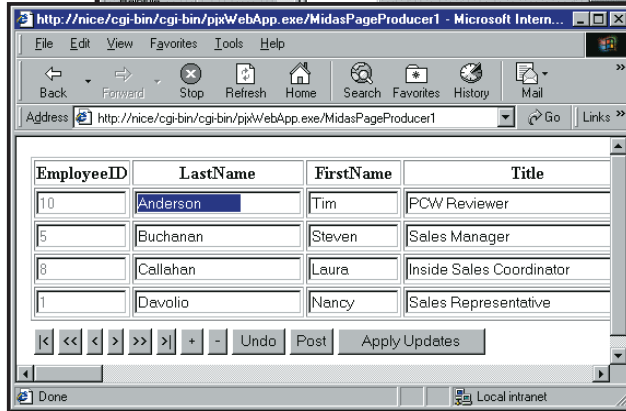 http://nice/cgi-bin/cgi-bin/pjxWebApp.exe/MidasPageProducer1 - Microsoft Intern...
File Edit View Favorites Tools Help
Back Forward Stop Refresh Home Search Favorites History Mail »
Address http://nice/cgi-bin/cgi-bin/pjxWebApp.exe/MidasPageProducer1 Go Links »
EmployeeID LastName FirstName Title
10 Anderson Tim PCW Reviewer
5 Buchanan Steven Sales Manager
8 Callahan Laura Inside Sales Coordinator
1 Davolio Nancy Sales Representative
|< << < > >> >| + - Undo Post Apply Updates
Done Local intranet